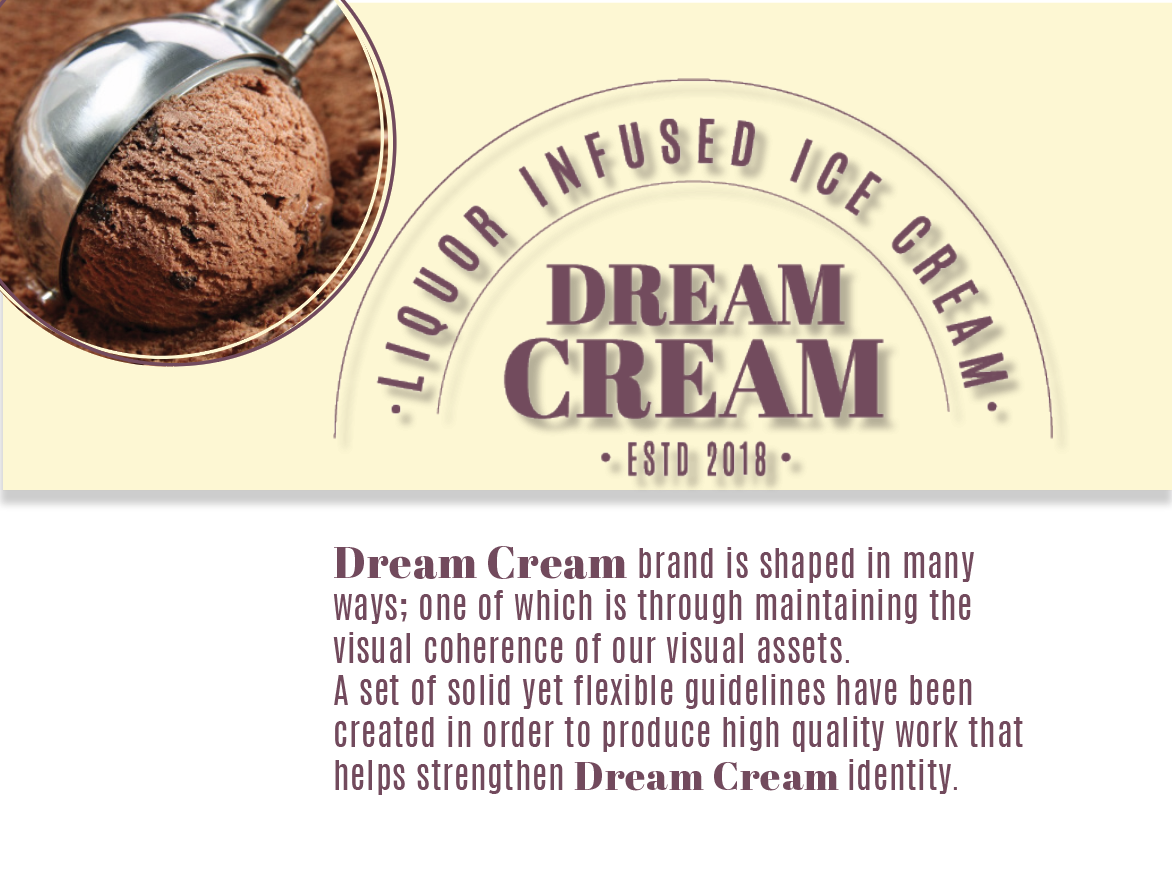 • LIQUOR INFUSED ICE CREAM •
DREAM
CREAM
• ESTD 2018 •
Dream Cream brand is shaped in many
ways; one of which is through maintaining the
visual coherence of our visual assets.
A set of solid yet flexible guidelines have been
created in order to produce high quality work that
helps strengthen Dream Cream identity.